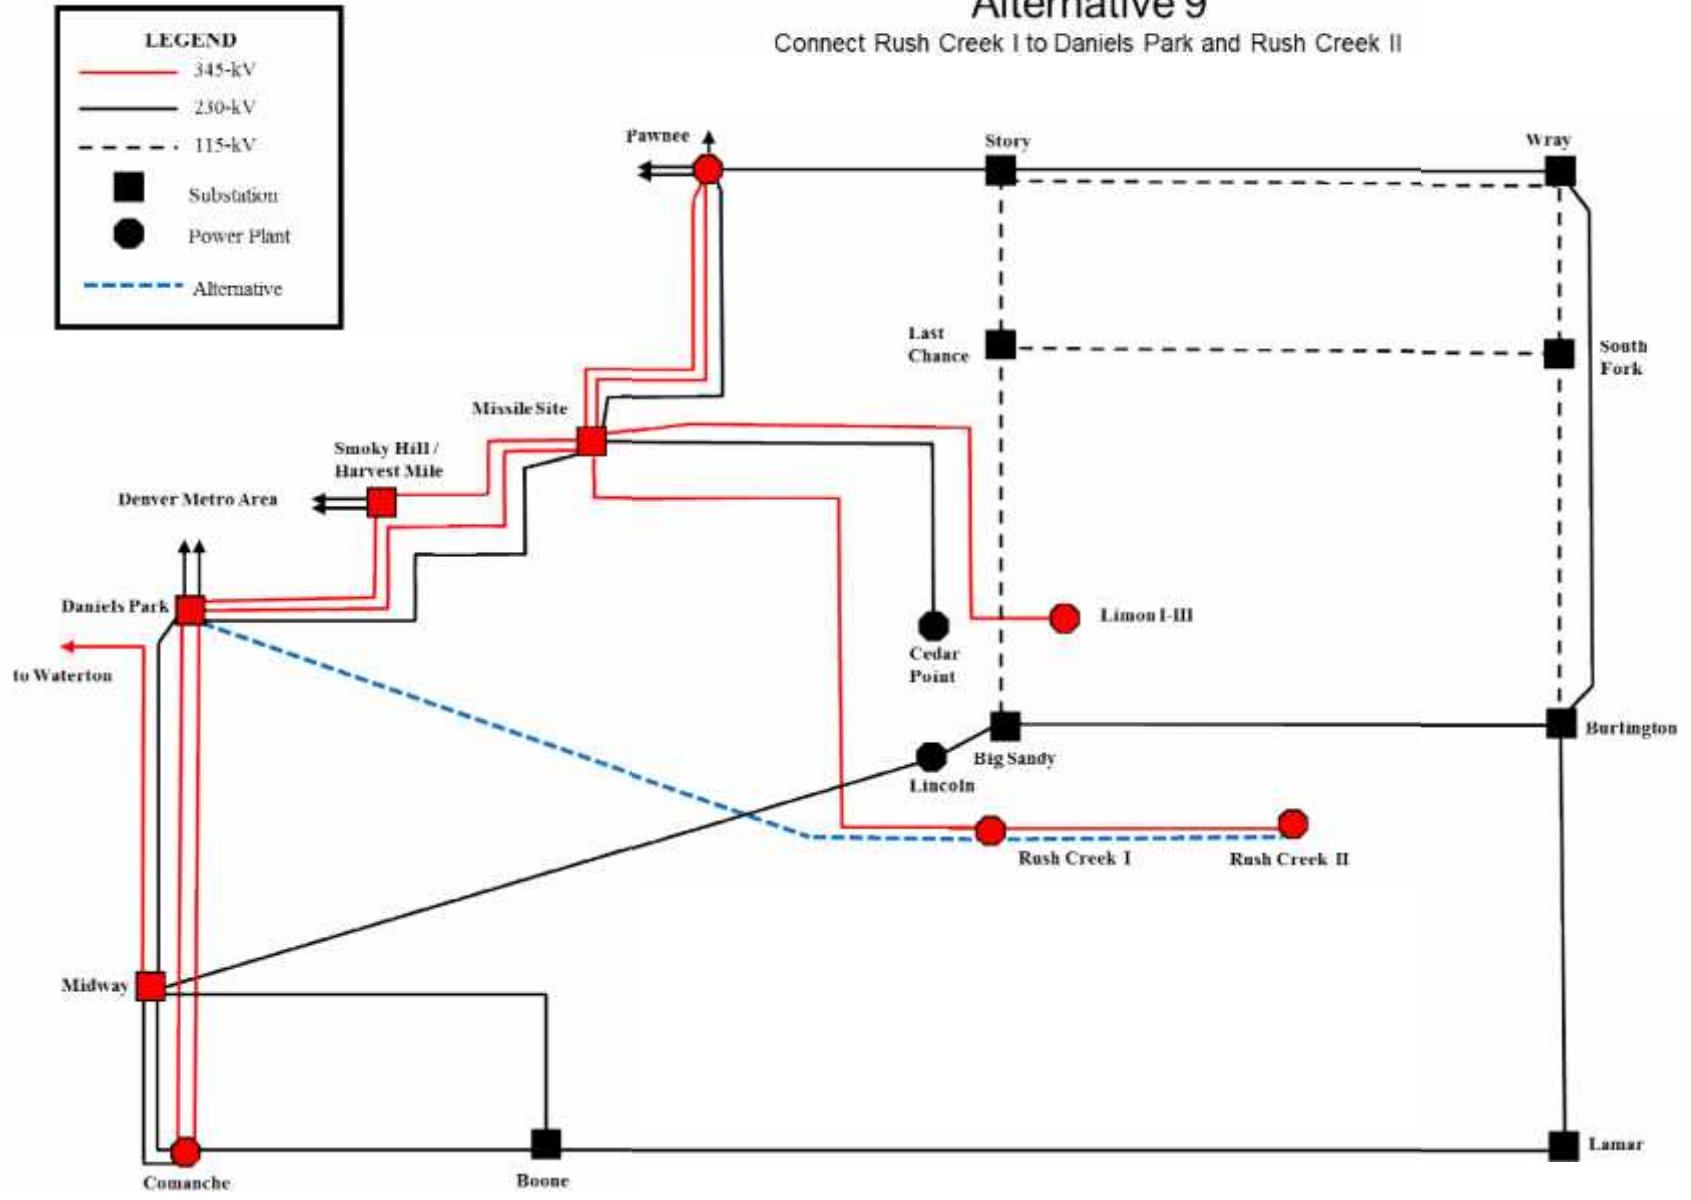 Alternative 9
Connect Rush Creek I to Daniels Park and Rush Creek II
LEGEND
345-kV
230-kV
115-kV
Substation
Power Plant
Alternative
Pawnee
Story
Wray
Last
Chance
South
Fork
Missile Site
Smoky Hill /
Harvest Mile
Denver Metro Area
Daniels Park
to Waterton
Limon I-III
Cedar
Point
Big Sandy
Burlington
Lincoln
Rush Creek I
Rush Creek II
Midway
Comanche
Boone
Lamar